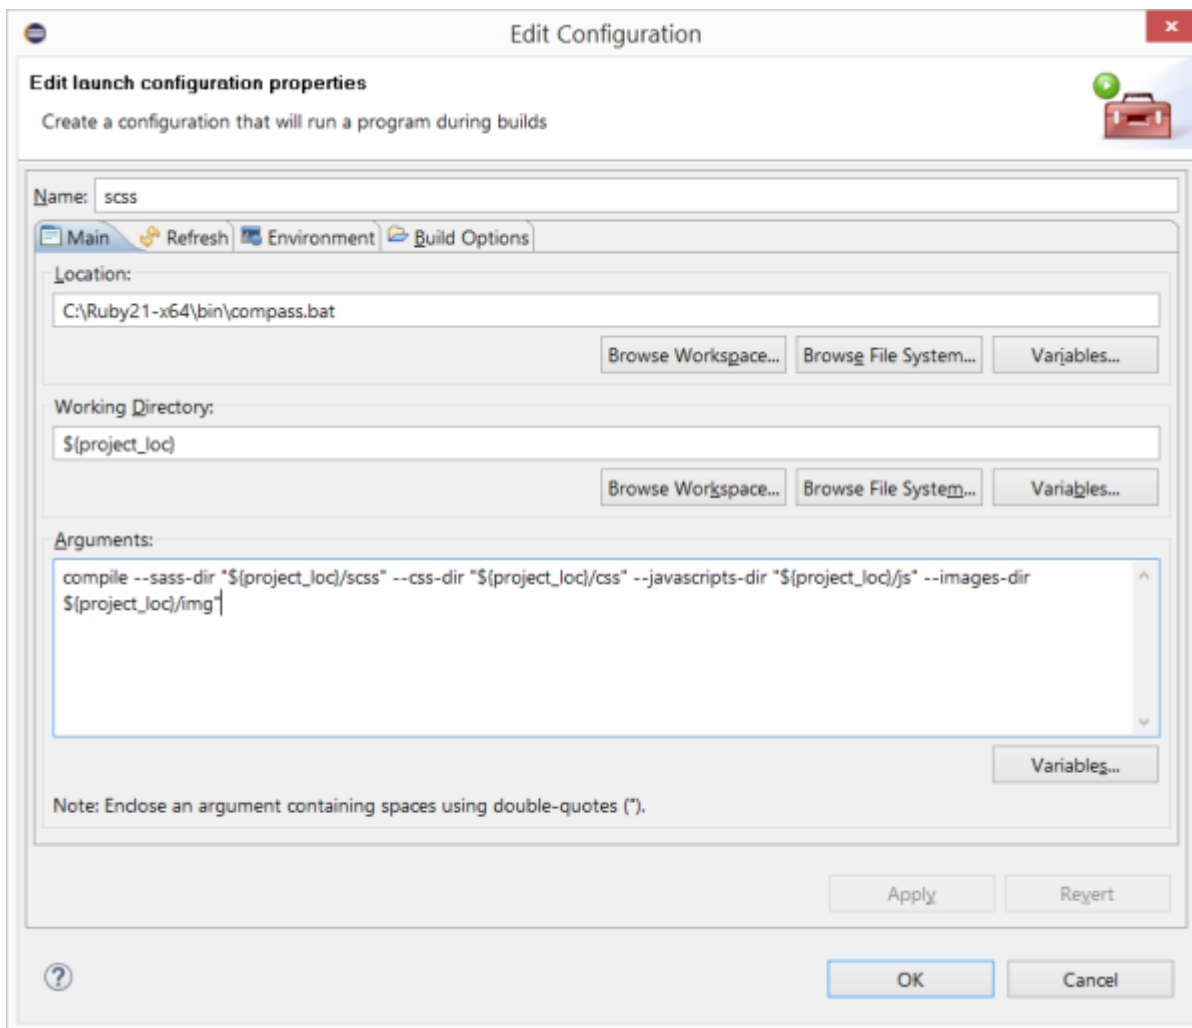 Edit Configuration
Edit launch configuration properties
Create a configuration that will run a program during builds
Name: scss
Main Refresh Environment Build Options
Location:
C:\Ruby21-x64\bin\compass.bat
Browse Workspace... Browse File System... Variables...
Working Directory:
${project_loc}
Browse Workspace... Browse File System... Variables...
Arguments:
compile --sass-dir "${project_loc}/scss" --css-dir "${project_loc}/css" --javascripts-dir "${project_loc}/js" --images-dir
${project_loc}/img"
Variables...
Note: Enclose an argument containing spaces using double-quotes (").
Apply Revert
OK Cancel